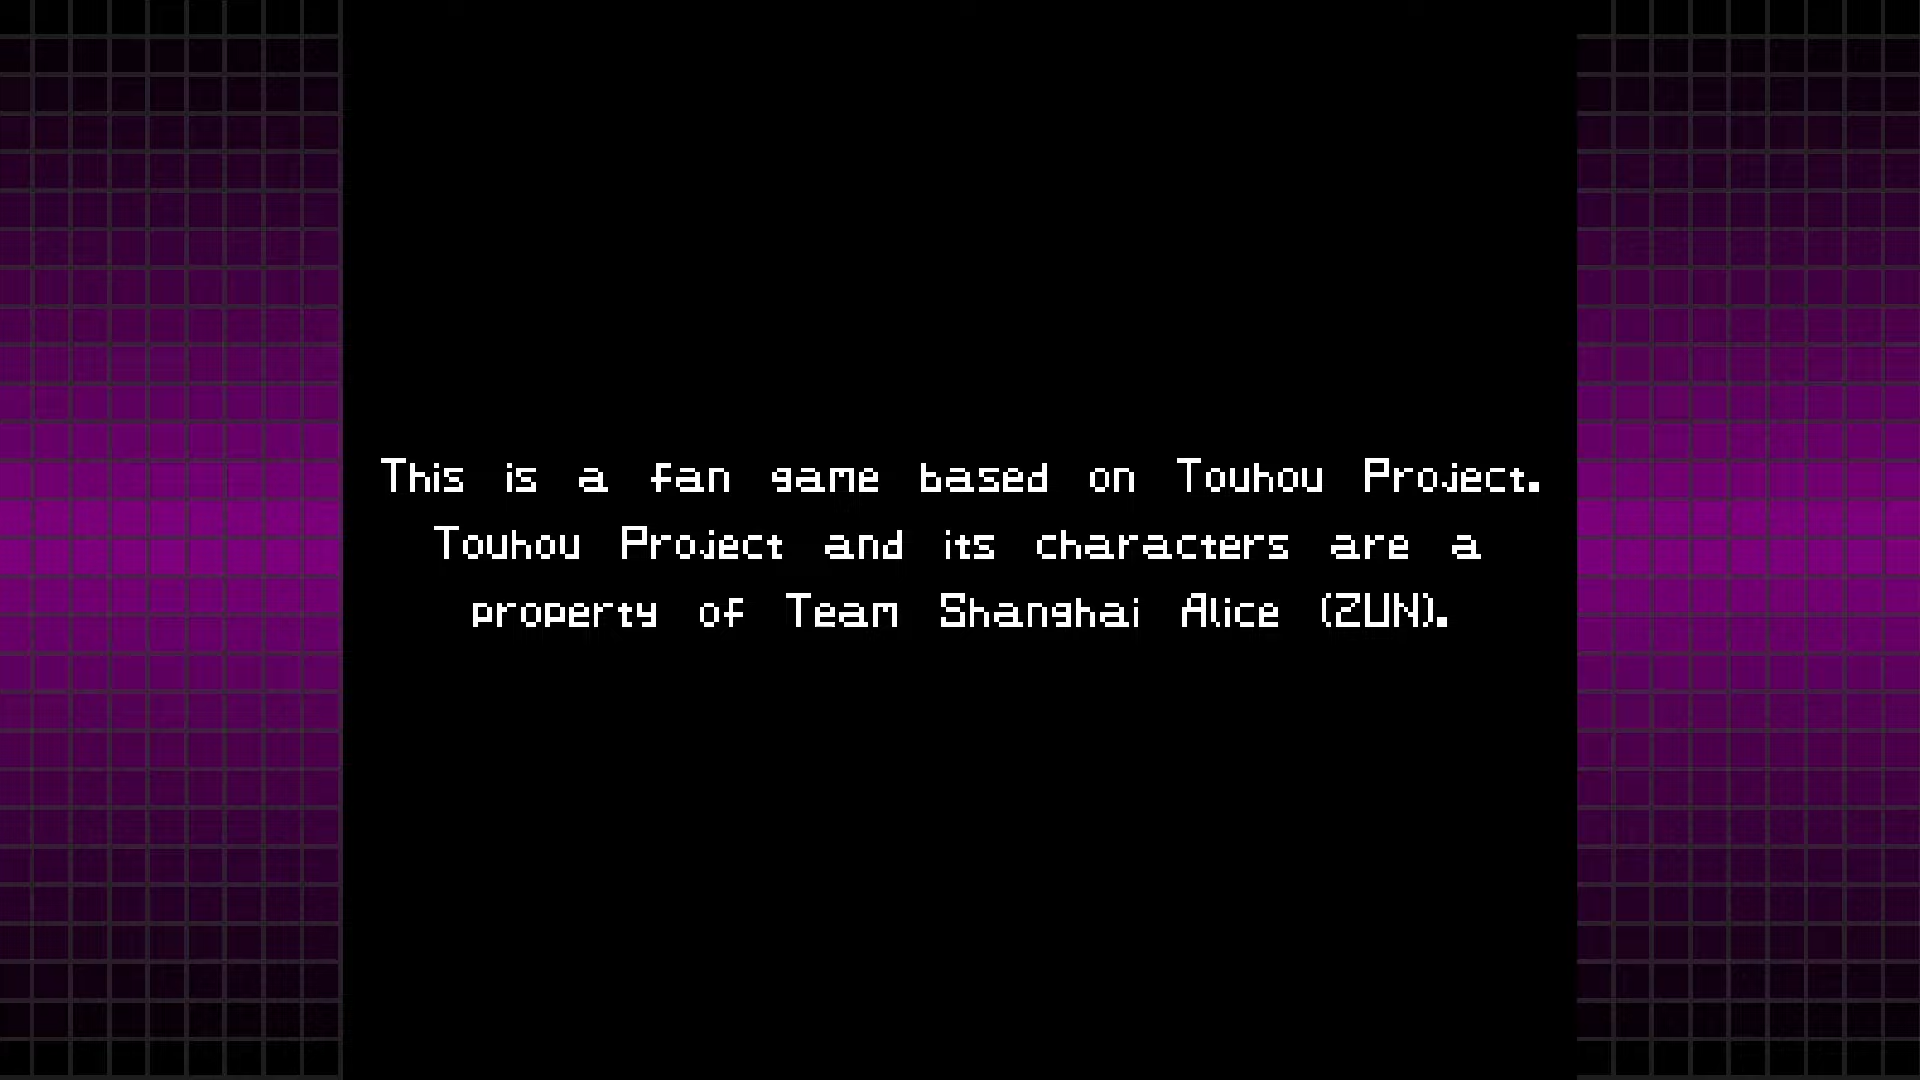 This is a fan game based on Touhou Project.
Touhou Project and its characters are a
property of Team Shanghai Alice (ZUN).